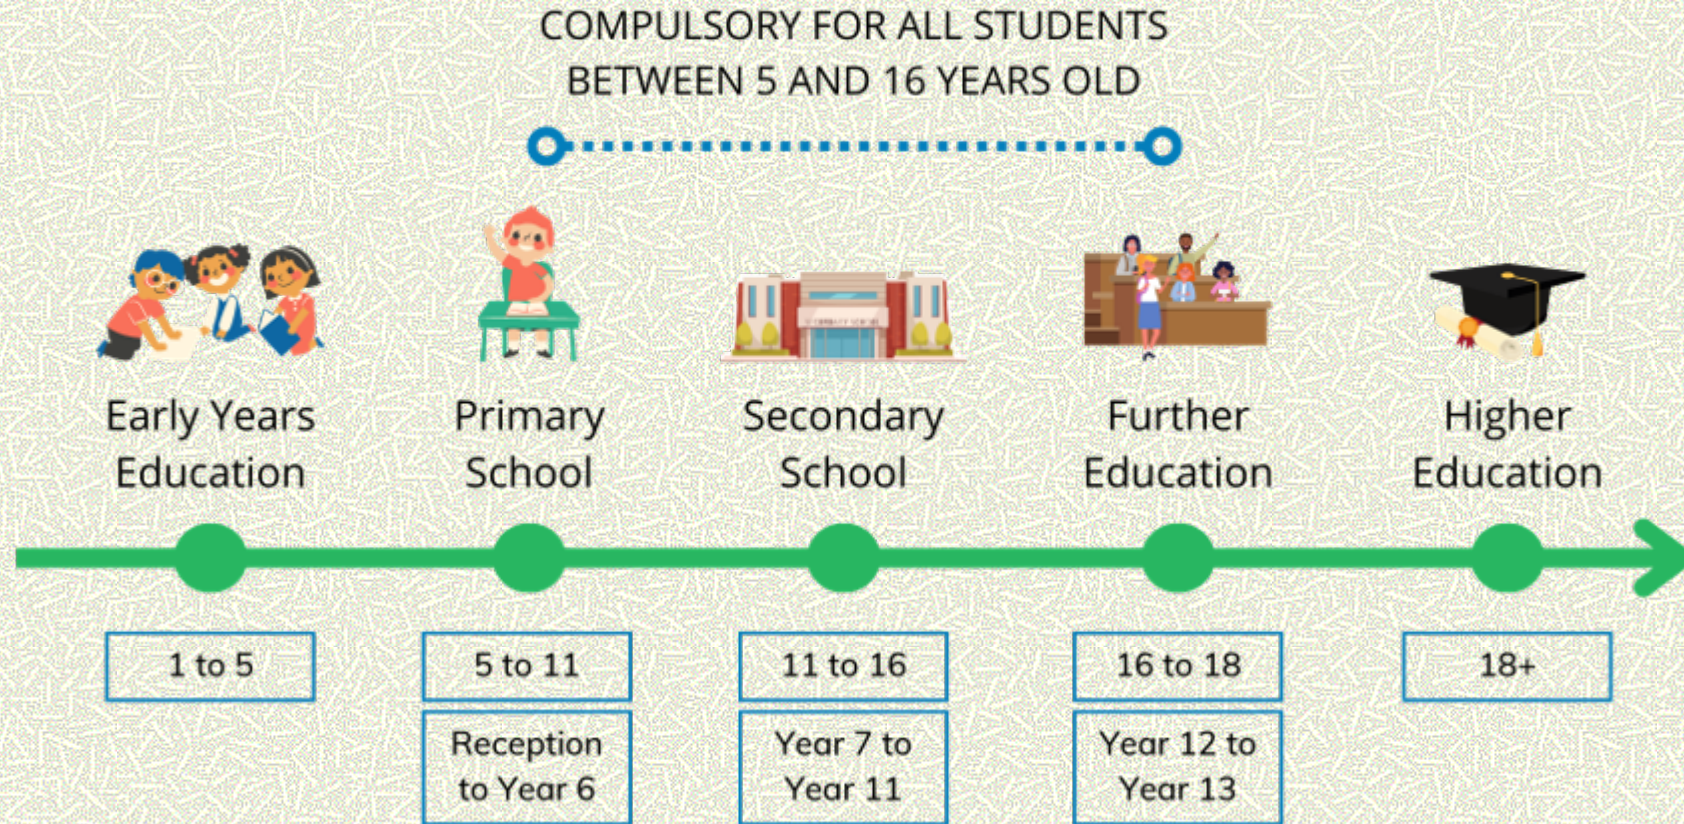 COMPULSORY FOR ALL STUDENTS
BETWEEN 5 AND 16 YEARS OLD
Early Years
Education
Primary
School
Secondary
School
Further
Education
Higher
Education
1 to 5
5 to 11
11 to 16
16 to 18
18+
Reception
to Year 6
Year 7 to
Year 11
Year 12 to
Year 13